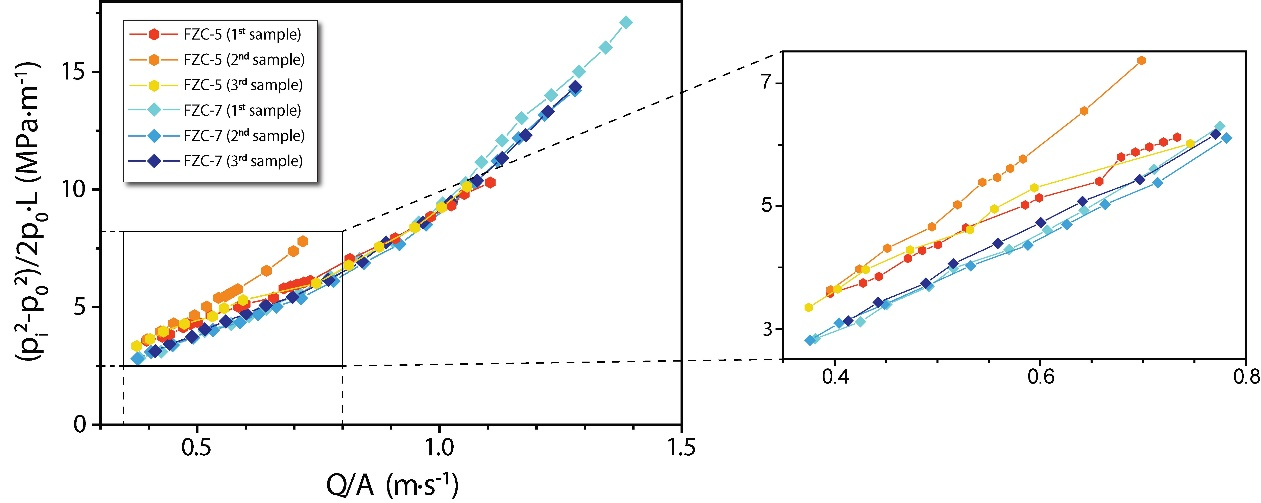 FZC-5 (1st sample)
FZC-5 (2nd sample)
FZC-5 (3rd sample)
FZC-7 (1st sample)
FZC-7 (2nd sample)
FZC-7 (3rd sample)
15
10
5
0
0.5
1.0
1.5
(pi2-p02)/2p0·L (MPa·m-1)
Q/A (m·s-1)
7
5
3
0.4
0.6
0.8